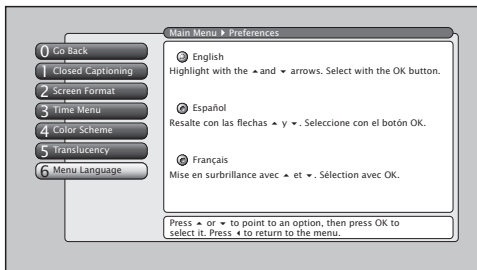 Main Menu ▸ Preferences
0 Go Back
1 Closed Captioning
2 Screen Format
3 Time Menu
4 Color Scheme
5 Translucency
6 Menu Language
English
Highlight with the ▴ and ▾ arrows. Select with the OK button.
Español
Resalte con las flechas ▴ y ▾. Seleccione con el botón OK.
Français
Mise en surbrillance avec ▴ et ▾. Sélection avec OK.
Press ▴ or ▾ to point to an option, then press OK to
select it. Press ◂ to return to the menu.